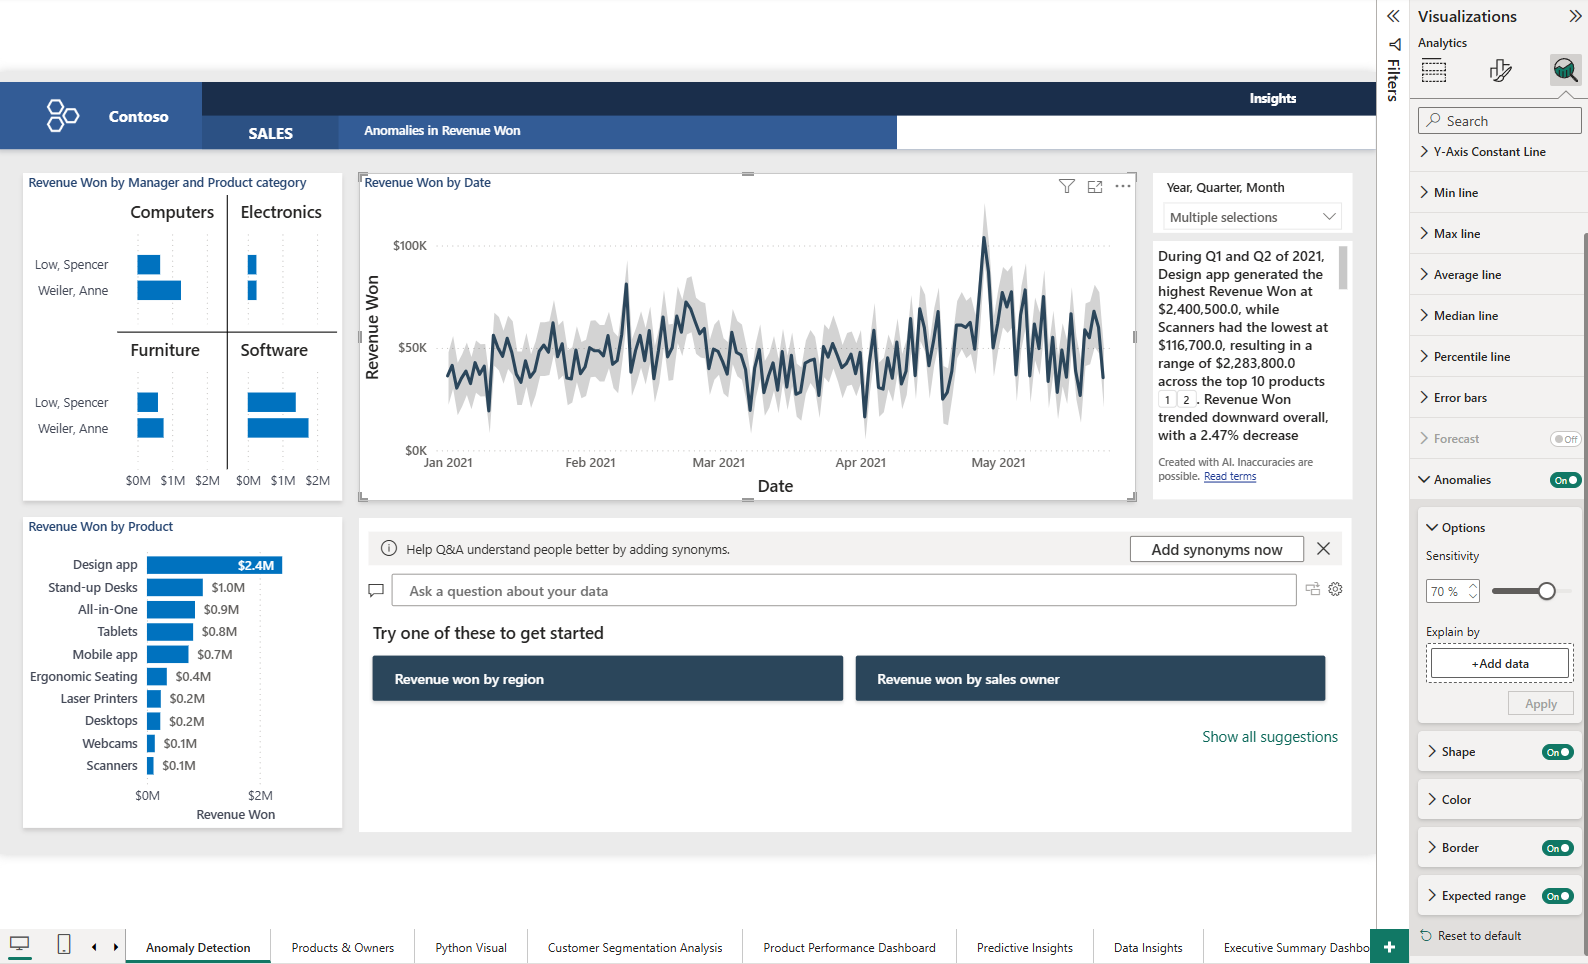 Contoso
Insights
SALES
Anomalies in Revenue Won
Revenue Won by Manager and Product category
Computers
Electronics
Low, Spencer
Weiler, Anne
Furniture
Software
Low, Spencer
Weiler, Anne
$0M $1M $2M $0M $1M $2M
Revenue Won by Date
Revenue Won
$100K
$50K
$0K
Jan 2021 Feb 2021 Mar 2021 Apr 2021 May 2021
Date
Year, Quarter, Month
Multiple selections
During Q1 and Q2 of 2021,
Design app generated the
highest Revenue Won at
$2,400,500.0, while
Scanners had the lowest at
$116,700.0, resulting in a
range of $2,283,800.0
across the top 10 products
1 2 . Revenue Won
trended downward overall,
with a 2.47% decrease
Created with AI. Inaccuracies are
possible. Read terms
Revenue Won by Product
Design app $2.4M
Stand-up Desks $1.0M
All-in-One $0.9M
Tablets $0.8M
Mobile app $0.7M
Ergonomic Seating $0.4M
Laser Printers $0.2M
Desktops $0.2M
Webcams $0.1M
Scanners $0.1M
$0M $2M
Revenue Won
Help Q&A understand people better by adding synonyms.
Add synonyms now
Ask a question about your data
Try one of these to get started
Revenue won by region
Revenue won by sales owner
Show all suggestions
Filters
Visualizations
Analytics
Search
Y-Axis Constant Line
Min line
Max line
Average line
Median line
Percentile line
Error bars
Forecast Off
Anomalies On
Options
Sensitivity
70 %
Explain by
+Add data
Apply
Shape On
Color
Border On
Expected range On
Reset to default
Anomaly Detection
Products & Owners
Python Visual
Customer Segmentation Analysis
Product Performance Dashboard
Predictive Insights
Data Insights
Executive Summary Dashbo
+